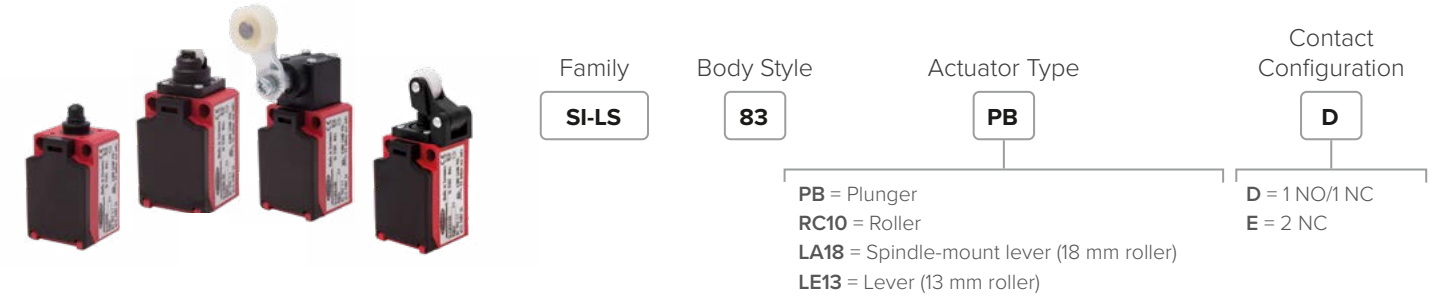 Family
Body Style
Actuator Type
Contact
Configuration
SI-LS
83
PB
D
PB = Plunger
RC10 = Roller
LA18 = Spindle-mount lever (18 mm roller)
LE13 = Lever (13 mm roller)
D = 1 NO/1 NC
E = 2 NC